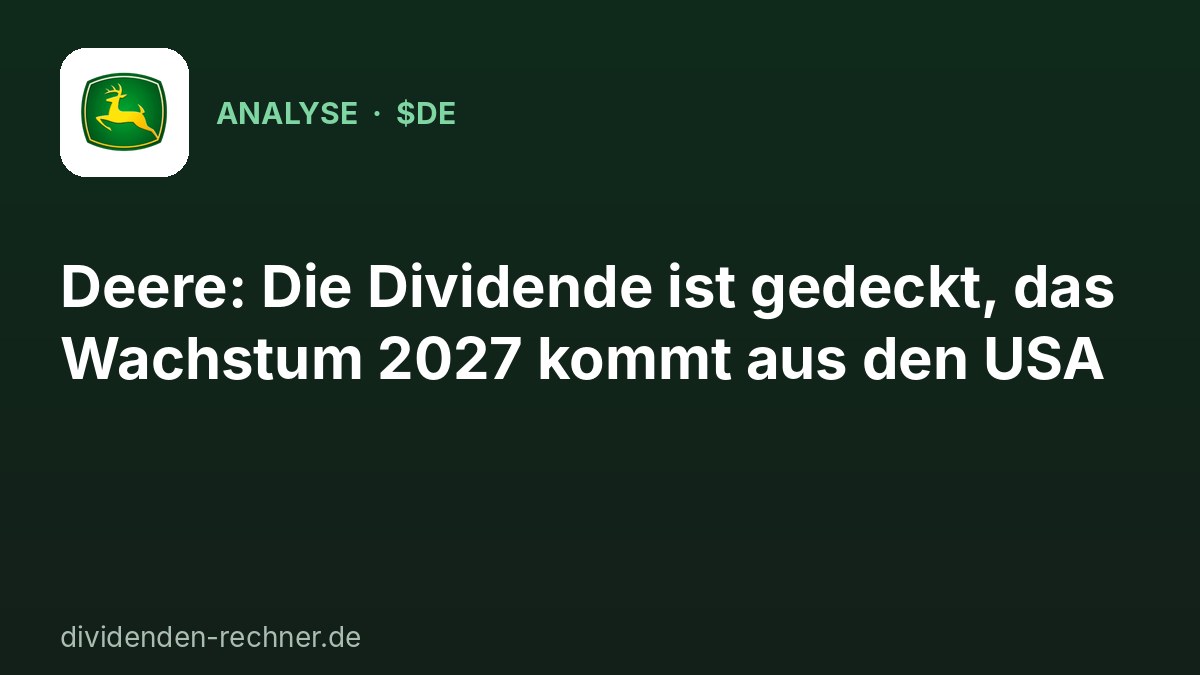 ANALYSE · $DE
Deere: Die Dividende ist gedeckt, das
Wachstum 2027 kommt aus den USA
dividenden-rechner.de